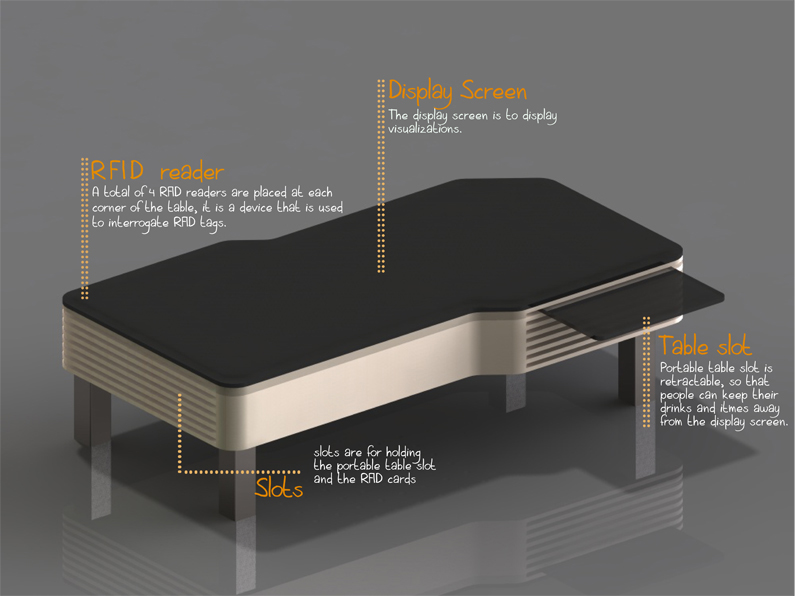 Display Screen
The display screen is to display
visualizations.
RFID reader
A total of 4 RFID readers are placed at each
corner of the table, it is a device that is used
to interrogate RFID tags.
Table slot
Portable table slot is
retractable, so that
people can keep their
drinks and itmes away
from the display screen.
slots are for holding
the portable table slot
and the RFID cards
Slots